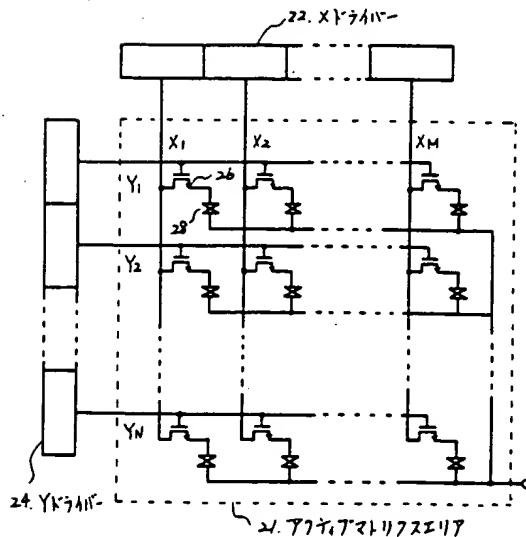 22. Xドライバー
X1 X2 XM
Y1
26
28
Y2
YN
24. Yドライバー
21. アクティブマトリクスエリア